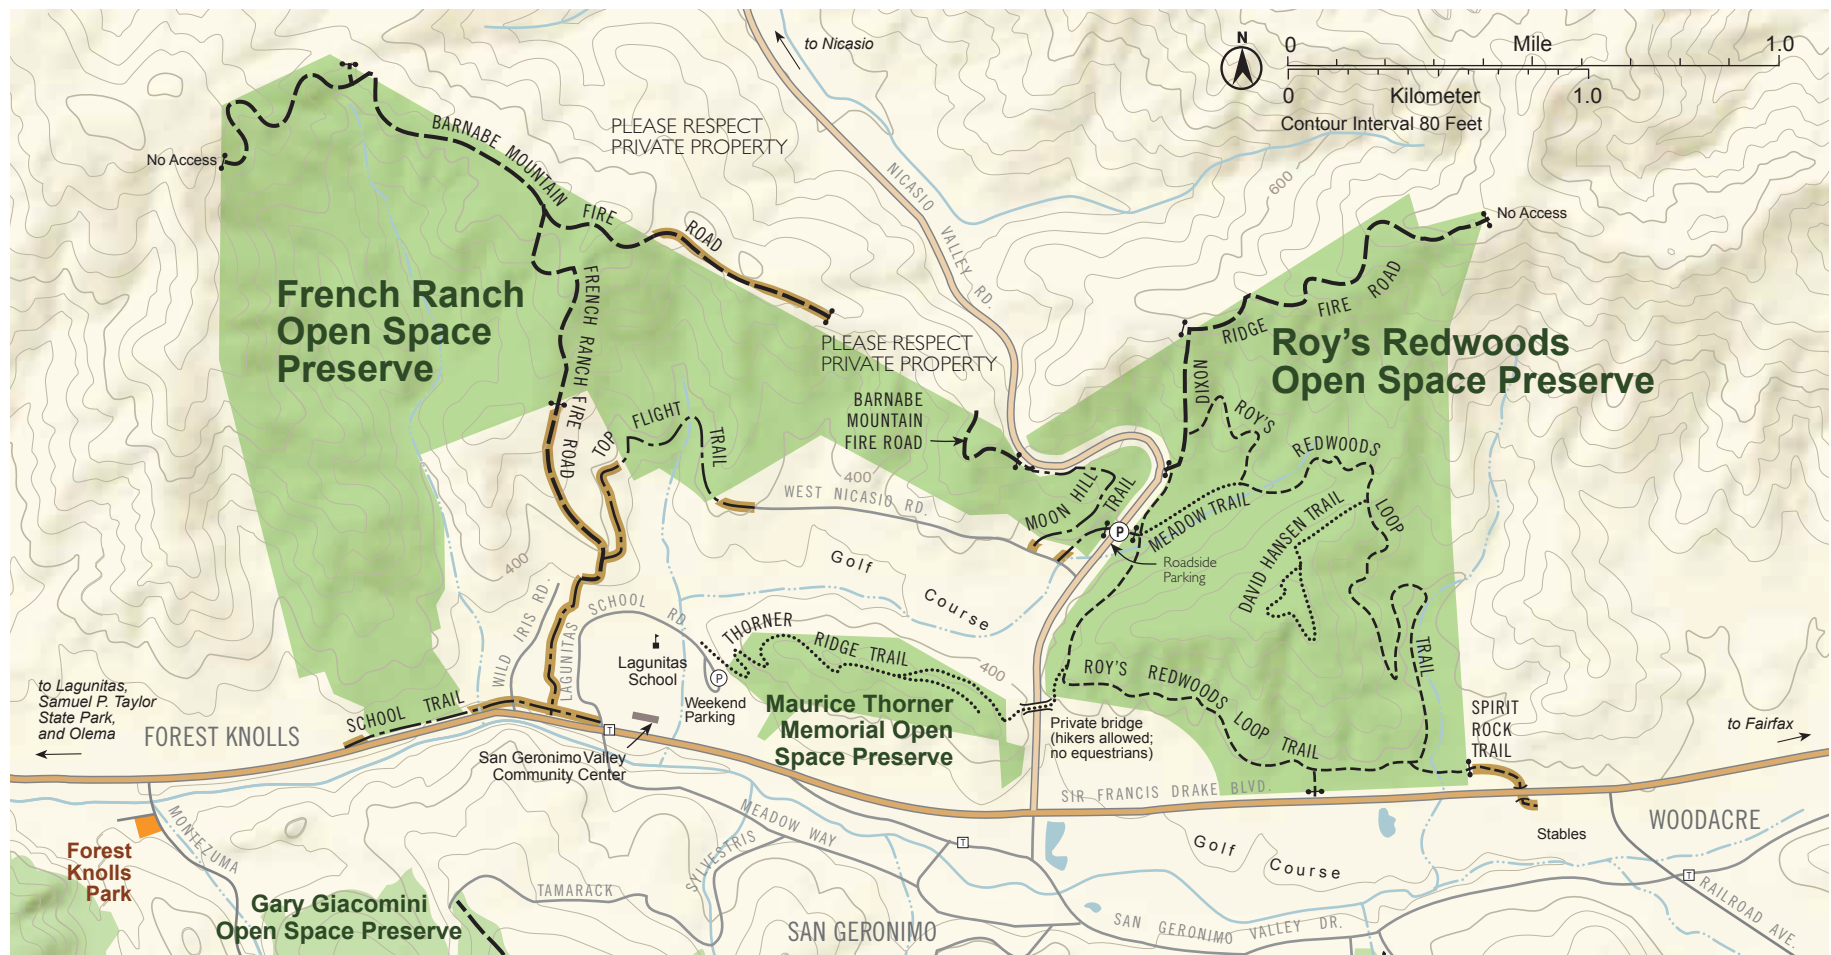 to Nicasio
N
0
Mile
1.0
0
Kilometer
1.0
Contour Interval 80 Feet
PLEASE RESPECT
PRIVATE PROPERTY
BARNABE MOUNTAIN FIRE ROAD
No Access
NICASIO VALLEY RD.
600
No Access
French Ranch
Open Space
Preserve
FRENCH RANCH FIRE ROAD
RIDGE FIRE ROAD
Roy's Redwoods
Open Space Preserve
PLEASE RESPECT
PRIVATE PROPERTY
DIXON
BARNABE
MOUNTAIN
FIRE ROAD
TOP FLIGHT TRAIL
ROY'S REDWOODS LOOP TRAIL
400
WEST NICASIO RD.
MOON HILL TRAIL
P
MEADOW TRAIL
DAVID HANSEN TRAIL
Roadside
Parking
400
Golf Course
WILD IRIS RD.
LAGUNITAS SCHOOL RD.
THORNER RIDGE TRAIL
Lagunitas
School
P
Weekend
Parking
400
ROY'S REDWOODS LOOP TRAIL
to Lagunitas,
Samuel P. Taylor
State Park,
and Olema
SCHOOL TRAIL
FOREST KNOLLS
Maurice Thorner
Memorial Open
Space Preserve
Private bridge
(hikers allowed;
no equestrians)
SPIRIT
ROCK
TRAIL
to Fairfax
T
San Geronimo Valley
Community Center
SIR FRANCIS DRAKE BLVD.
MONTEZUMA
MEADOW WAY
SYLVESTRIS
T
Golf Course
Stables
WOODACRE
Forest
Knolls
Park
TAMARACK
T
RAILROAD AVE.
Gary Giacomini
Open Space Preserve
SAN GERONIMO
SAN GERONIMO VALLEY DR.